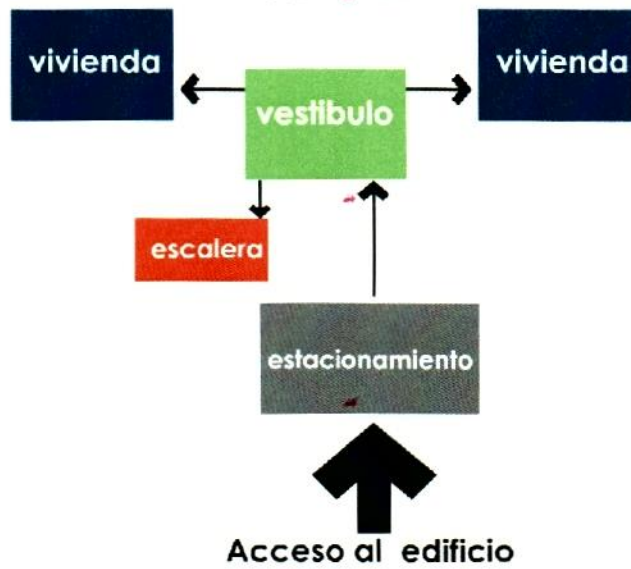 vivienda
vivienda
vestibulo
escalera
estacionamiento
Acceso al edificio